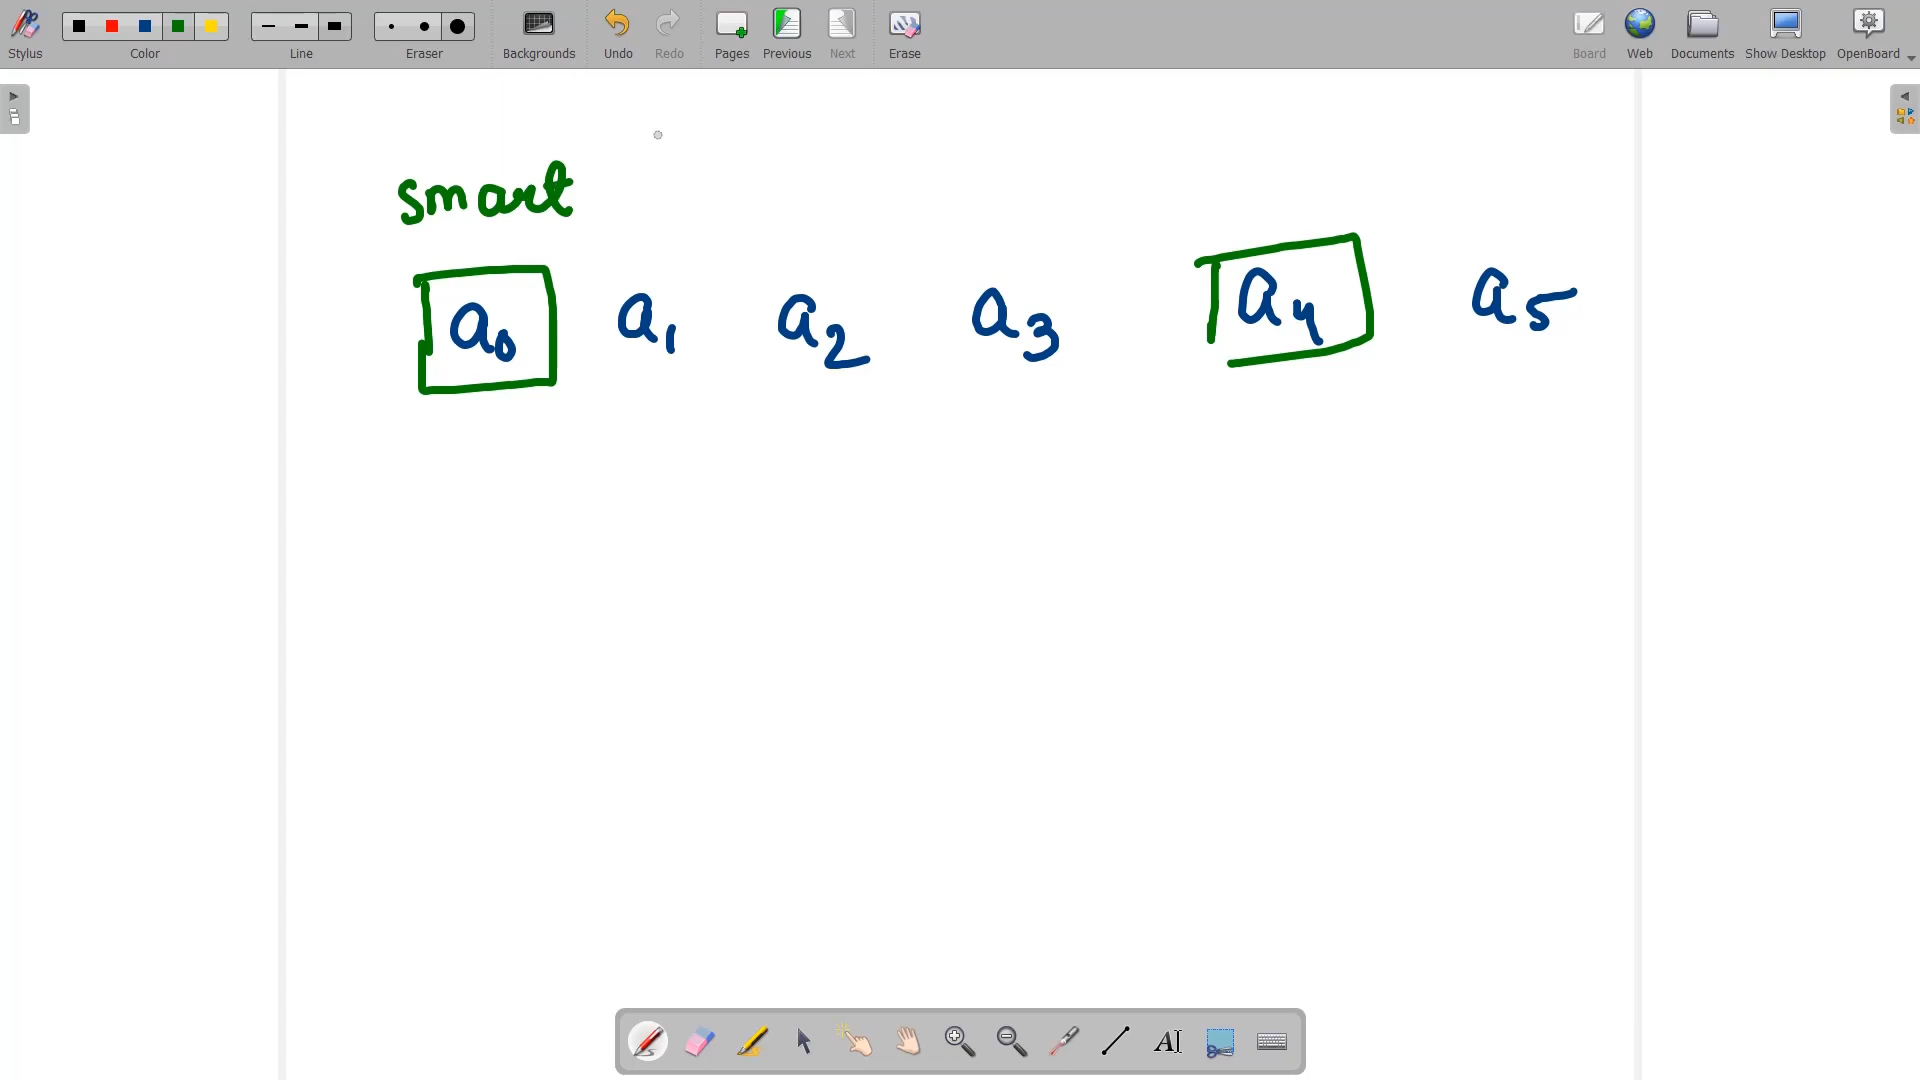 Stylus Color Line Eraser Backgrounds Undo Redo Pages Previous Next Erase Board Web Documents Show Desktop OpenBoard
smart
a0 a1 a2 a3 a4 a5